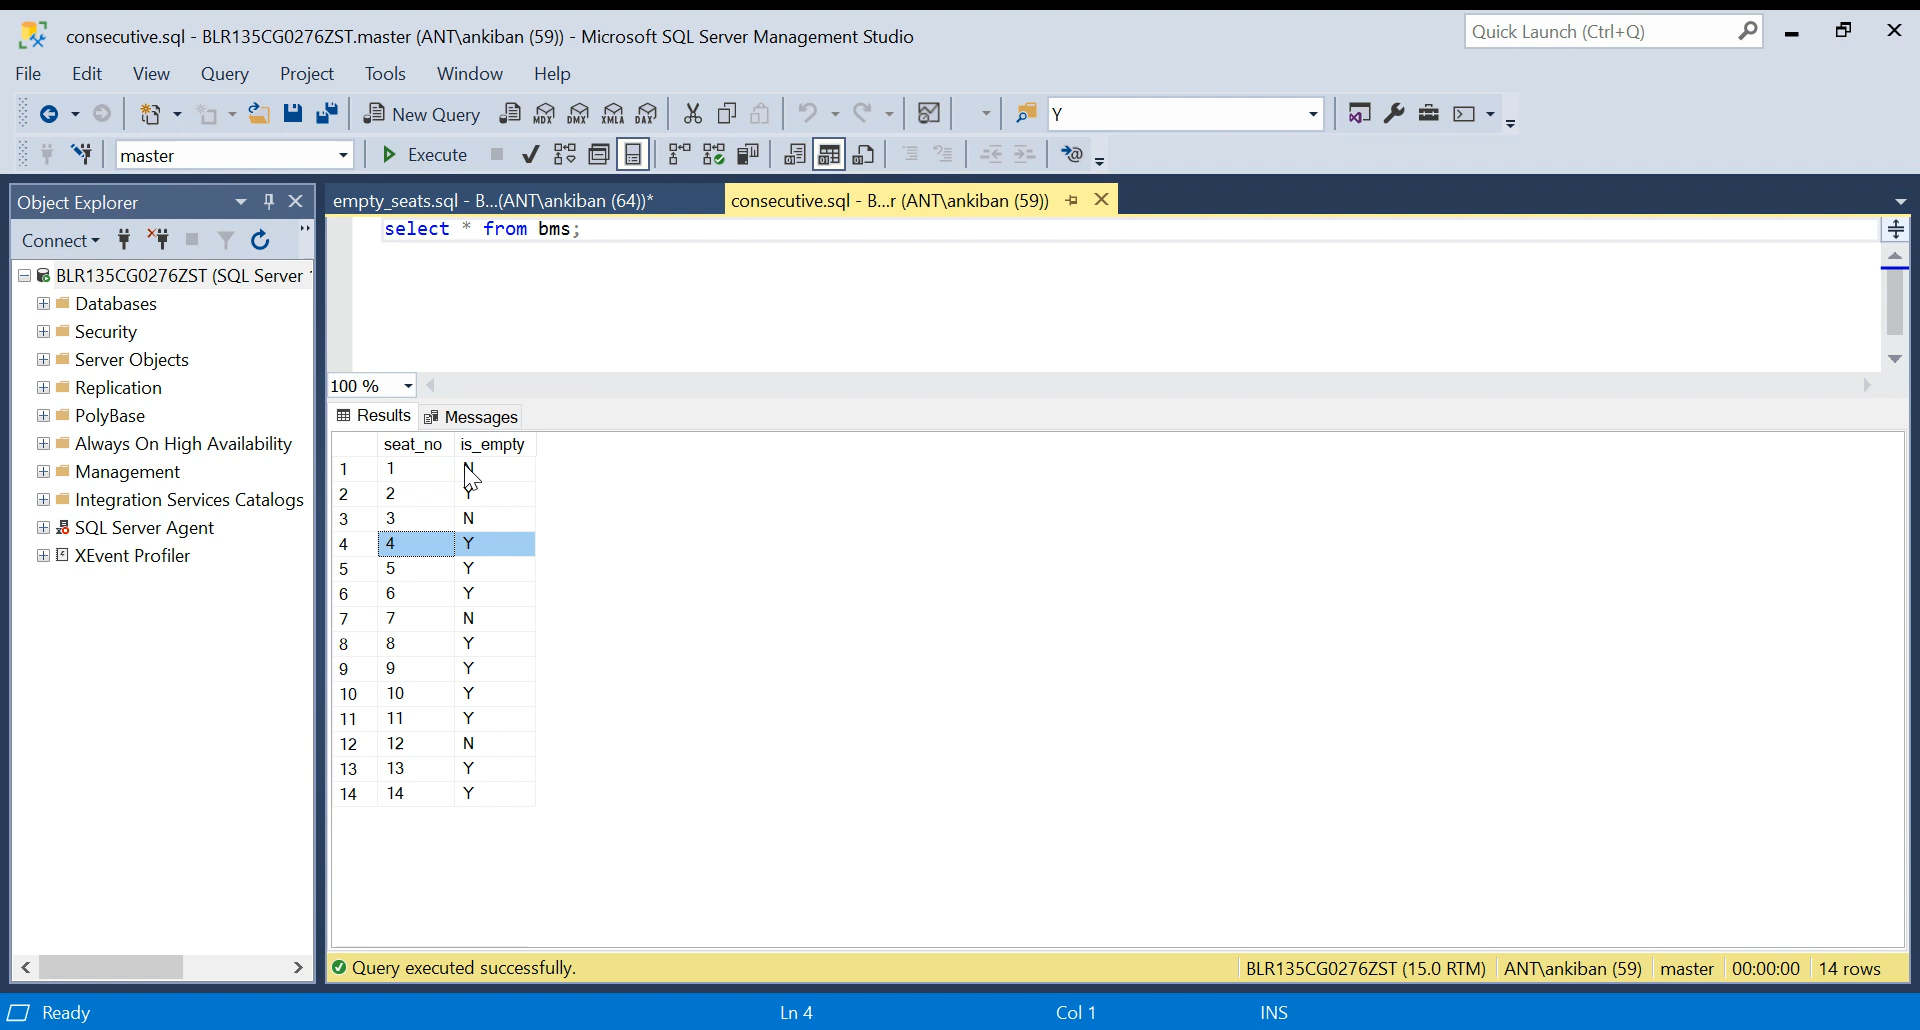 consecutive.sql - BLR135CG0276ZST.master (ANT\ankiban (59)) - Microsoft SQL Server Management Studio
Quick Launch (Ctrl+Q)
File Edit View Query Project Tools Window Help
New Query MDX DMX XMLA DAX Y
master Execute
Object Explorer
empty_seats.sql - B...(ANT\ankiban (64))*
consecutive.sql - B...r (ANT\ankiban (59))
Connect
select * from bms;
BLR135CG0276ZST (SQL Server
Databases
Security
Server Objects
Replication
PolyBase
Always On High Availability
Management
Integration Services Catalogs
SQL Server Agent
XEvent Profiler
100 %
Results Messages
seat_no is_empty
1 1 N
2 2 Y
3 3 N
4 4 Y
5 5 Y
6 6 Y
7 7 N
8 8 Y
9 9 Y
10 10 Y
11 11 Y
12 12 N
13 13 Y
14 14 Y
Query executed successfully.
BLR135CG0276ZST (15.0 RTM) ANT\ankiban (59) master 00:00:00 14 rows
Ready Ln 4 Col 1 INS